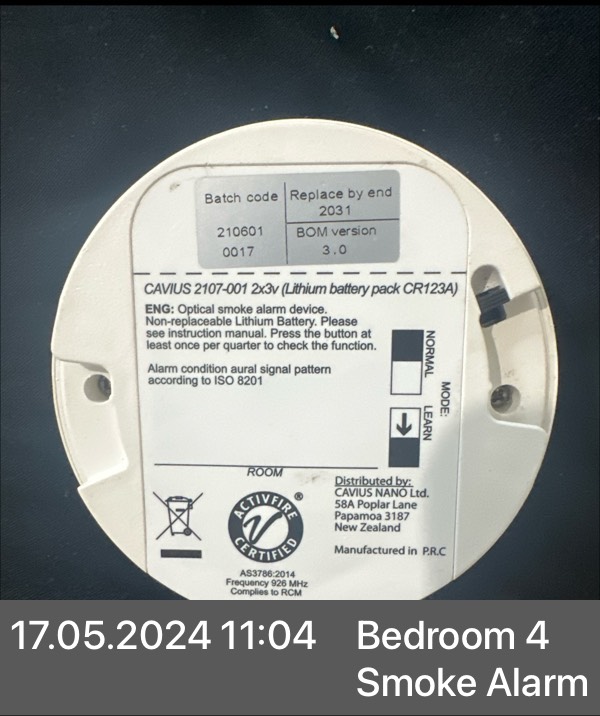 Batch code
210601
0017
Replace by end
2031
BOM version
3.0
CAVIUS 2107-001 2x3v (Lithium battery pack CR123A)
ENG: Optical smoke alarm device.
Non-replaceable Lithium Battery. Please
see instruction manual. Press the button at
least once per quarter to check the function.
Alarm condition aural signal pattern
according to ISO 8201
MODE:
NORMAL
LEARN
ROOM
ACTIVFIRE
®
CERTIFIED
AS3786:2014
Frequency 926 MHz
Complies to RCM
Distributed by:
CAVIUS NANO Ltd.
58A Poplar Lane
Papamoa 3187
New Zealand
Manufactured in P.R.C
17.05.2024 11:04
Bedroom 4
Smoke Alarm